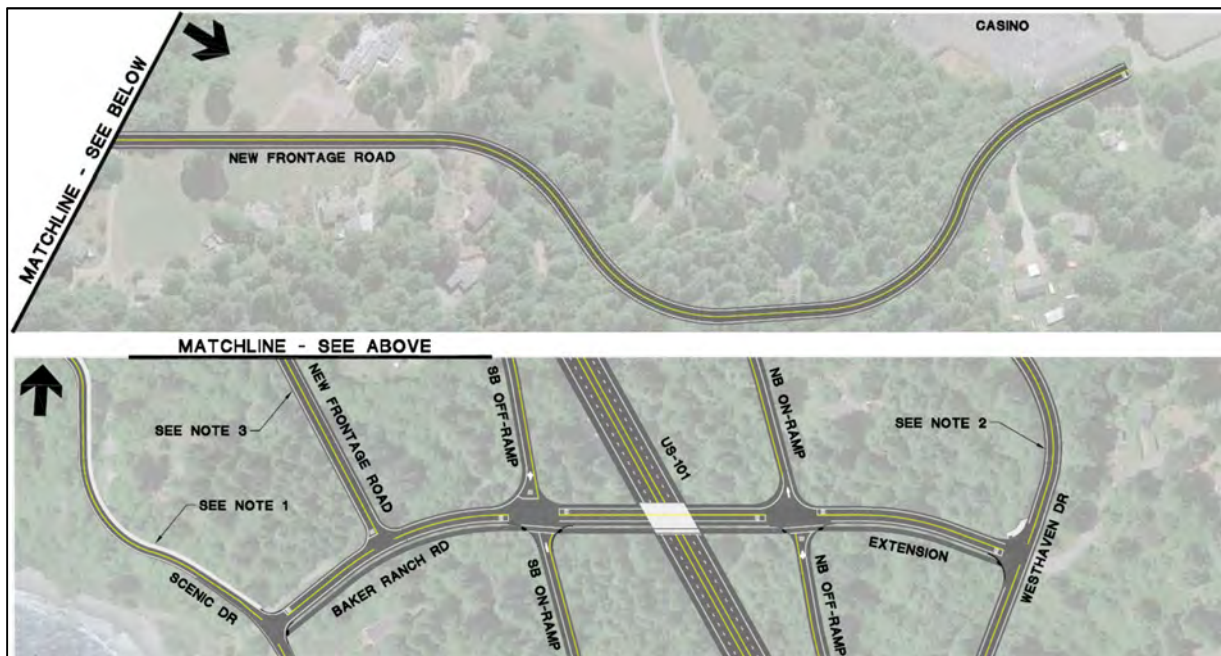 CASINO
MATCHLINE - SEE BELOW
NEW FRONTAGE ROAD
MATCHLINE - SEE ABOVE
NEW FRONTAGE ROAD
SB OFF-RAMP
NB ON-RAMP
SEE NOTE 3
SEE NOTE 2
US-101
SEE NOTE 1
SCENIC DR
BAKER RANCH RD
SB ON-RAMP
NB OFF-RAMP
EXTENSION
WESTHAVEN DR